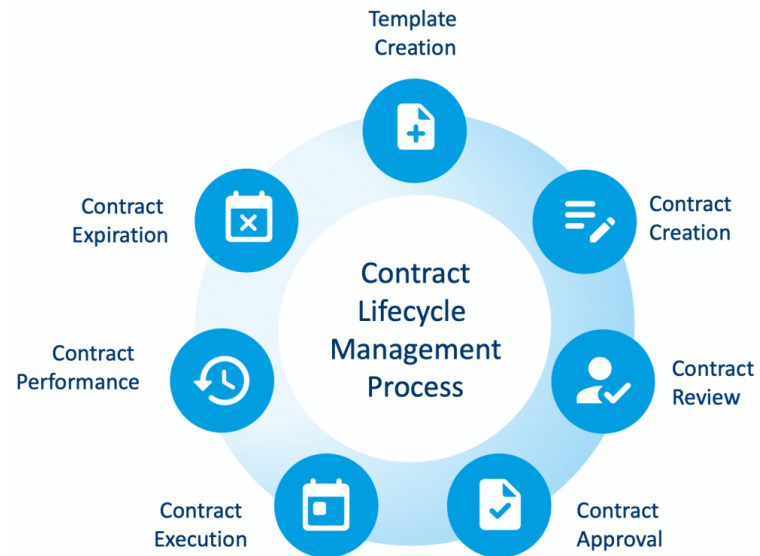 Template
Creation
Contract
Creation
Contract
Review
Contract
Approval
Contract
Execution
Contract
Performance
Contract
Expiration
Contract
Lifecycle
Management
Process